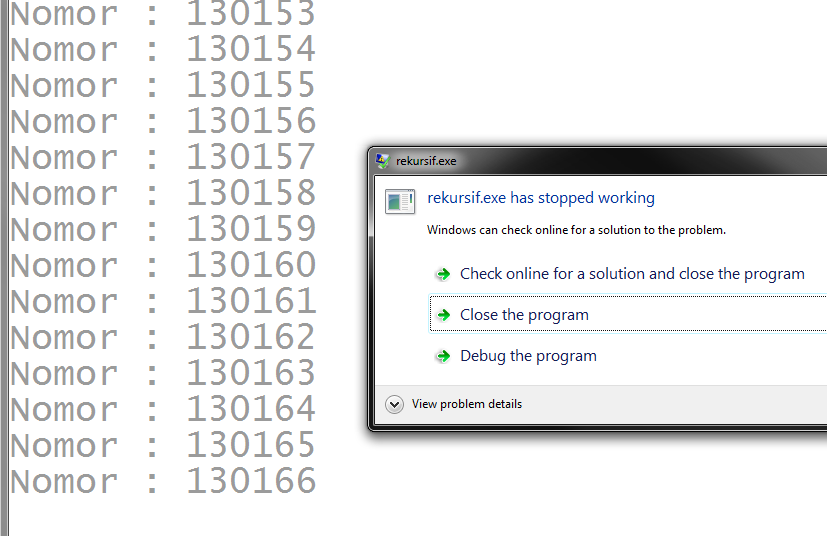 Nomor : 130153
Nomor : 130154
Nomor : 130155
Nomor : 130156
Nomor : 130157
Nomor : 130158
Nomor : 130159
Nomor : 130160
Nomor : 130161
Nomor : 130162
Nomor : 130163
Nomor : 130164
Nomor : 130165
Nomor : 130166
rekursif.exe
rekursif.exe has stopped working
Windows can check online for a solution to the problem.
Check online for a solution and close the program
Close the program
Debug the program
View problem details